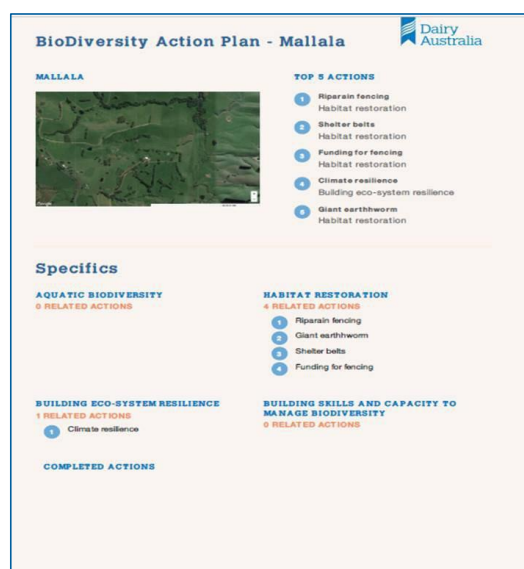 BioDiversity Action Plan - Mallala
Dairy
Australia
MALLALA
TOP 5 ACTIONS
1 Riparain fencing
Habitat restoration
2 Shelter belts
Habitat restoration
3 Funding for fencing
Habitat restoration
4 Climate resilience
Building eco-system resilience
5 Giant earthhworm
Habitat restoration
Google
Specifics
AQUATIC BIODIVERSITY
0 RELATED ACTIONS
HABITAT RESTORATION
4 RELATED ACTIONS
1 Riparain fencing
2 Giant earthhworm
3 Shelter belts
4 Funding for fencing
BUILDING ECO-SYSTEM RESILIENCE
1 RELATED ACTIONS
1 Climate resilience
BUILDING SKILLS AND CAPACITY TO
MANAGE BIODIVERSITY
0 RELATED ACTIONS
COMPLETED ACTIONS